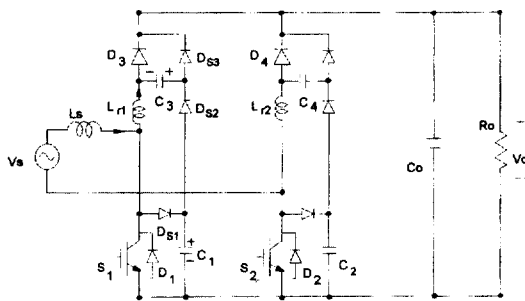 D3 DS3 D4
- +
Lr1 C3 DS2 Lr2 C4
Ls
Vs
Ro
Co
Vo
DS1
+
-
S1 D1 C1 S2 D2 C2